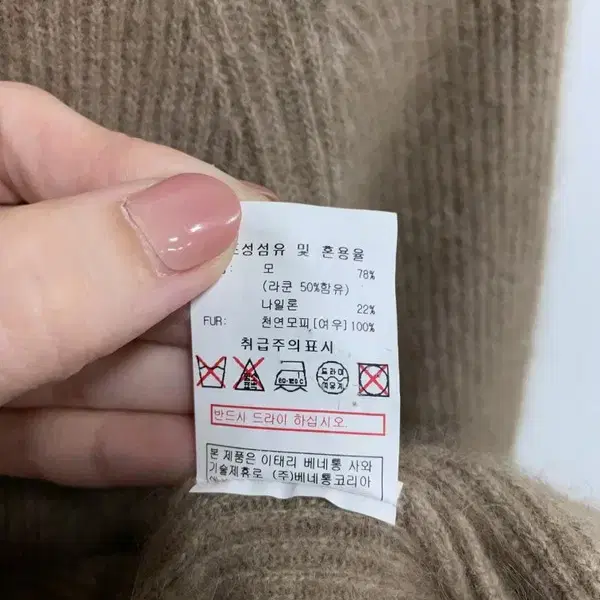 성섬유 및 혼용율
모 78%
(라쿤 50%함유)
나일론 22%
FUR: 천연모피[여우]100%
취급주의표시
드라이
반드시 드라이 하십시오.
본 제품은 이태리 베네통 사와
기술제휴로 (주)베네통코리아